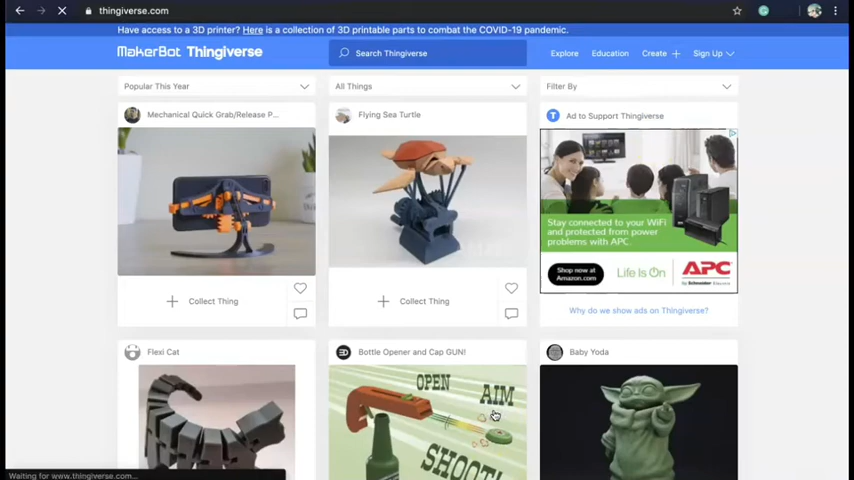 thingiverse.com
Have access to a 3D printer? Here is a collection of 3D printable parts to combat the COVID-19 pandemic.
MakerBot Thingiverse
Search Thingiverse
Explore
Education
Create
Sign Up
Popular This Year
All Things
Filter By
Mechanical Quick Grab/Release P...
Flying Sea Turtle
Ad to Support Thingiverse
Stay connected to your WiFi
and protected from power
problems with APC.
Shop now at
Amazon.com
Life Is On
APC
by Schneider Electric
Collect Thing
Collect Thing
Why do we show ads on Thingiverse?
Flexi Cat
Bottle Opener and Cap GUN!
Baby Yoda
OPEN
AIM
SHOOT!
Waiting for www.thingiverse.com...